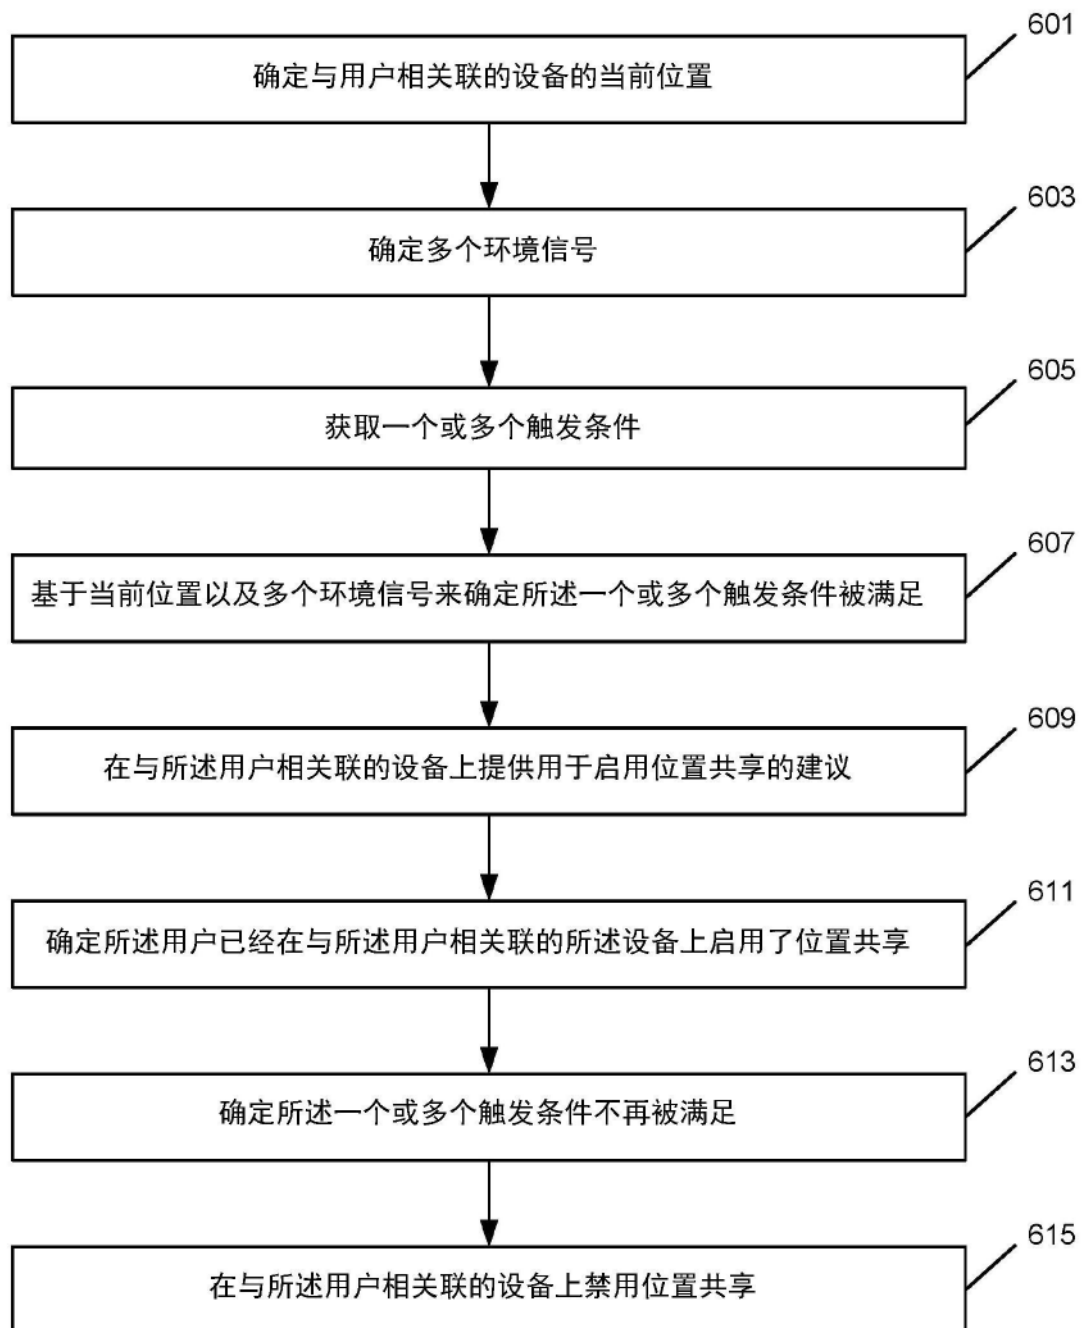 601
确定与用户相关联的设备的当前位置
603
确定多个环境信号
605
获取一个或多个触发条件
607
基于当前位置以及多个环境信号来确定所述一个或多个触发条件被满足
609
在与所述用户相关联的设备上提供用于启用位置共享的建议
611
确定所述用户已经在与所述用户相关联的所述设备上启用了位置共享
613
确定所述一个或多个触发条件不再被满足
615
在与所述用户相关联的设备上禁用位置共享